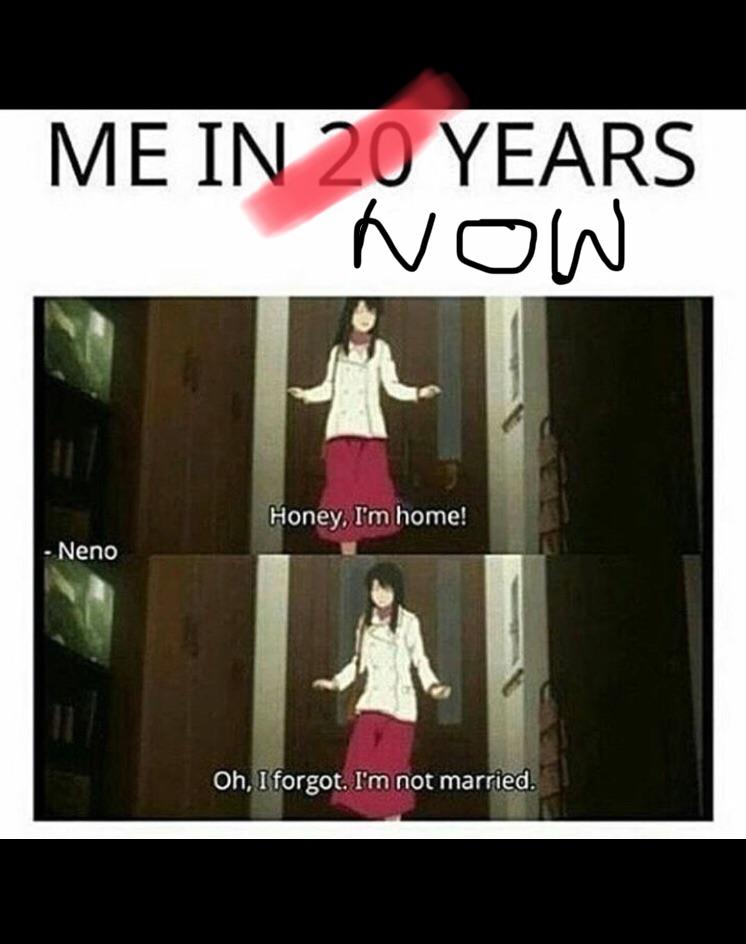 ME IN 20 YEARS
NOW
Honey, I'm home!
- Neno
Oh, I forgot. I'm not married.